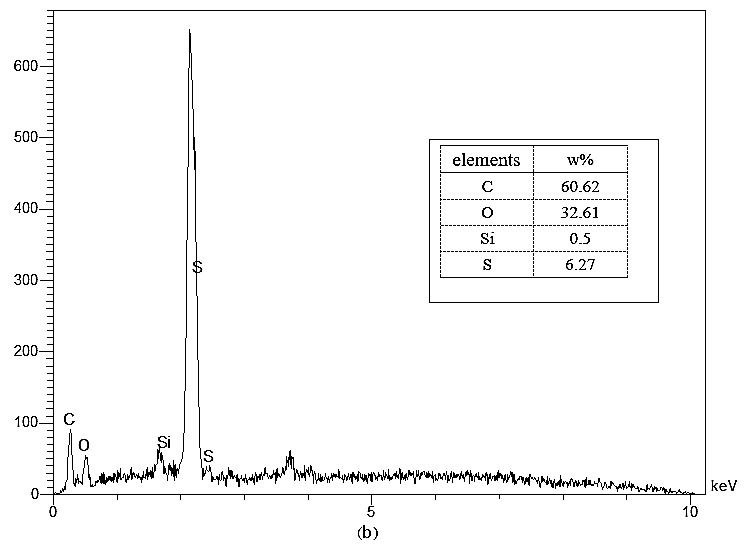 600
500
400
300
200
100
0
elements w%
C 60.62
O 32.61
Si 0.5
S 6.27
S
C
O
Si
S
keV
0 5 10
(b)